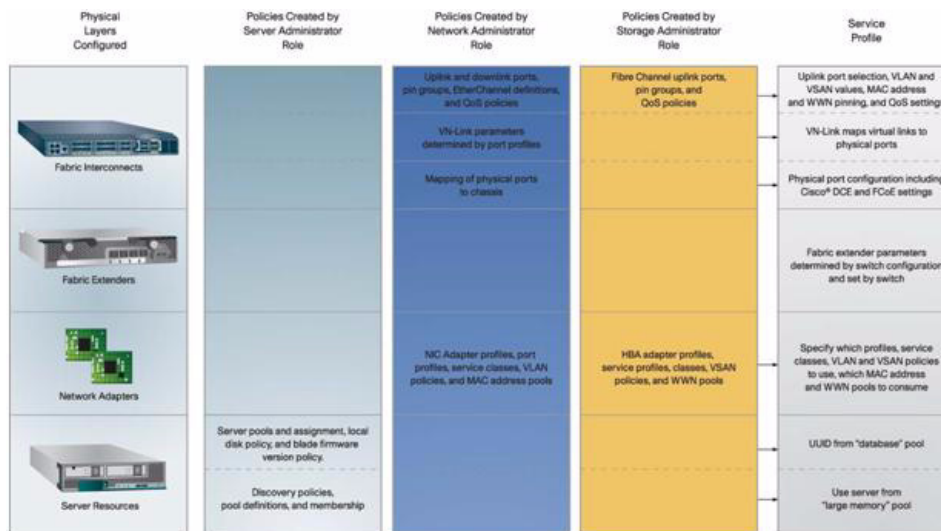 Physical
Layers
Configured
Policies Created by
Server Administrator
Role
Policies Created by
Network Administrator
Role
Policies Created by
Storage Administrator
Role
Service
Profile
Fabric Interconnects
Uplink and downlink ports,
pin groups, EtherChannel definitions,
and QoS policies
Fibre Channel uplink ports,
pin groups, and
QoS policies
Uplink port selection, VLAN and
VSAN values, MAC address
and WWN pinning, and QoS setting
VN-Link parameters
determined by port profiles
VN-Link maps virtual links to
physical ports
Mapping of physical ports
to chassis
Physical port configuration including
Cisco® DCE and FCoE settings
Fabric Extenders
Fabric extender parameters
determined by switch configuration
and set by switch
Network Adapters
NIC Adapter profiles, port
profiles, service classes, VLAN
policies, and MAC address pools
HBA adapter profiles,
service profiles, classes, VSAN
policies, and WWN pools
Specify which profiles, service
classes, VLAN and VSAN policies
to use, which MAC address
and WWN pools to consume
Server Resources
Server pools and assignment, local
disk policy, and blade firmware
version policy.
UUID from "database" pool
Discovery policies,
pool definitions, and membership
Use server from
"large memory" pool